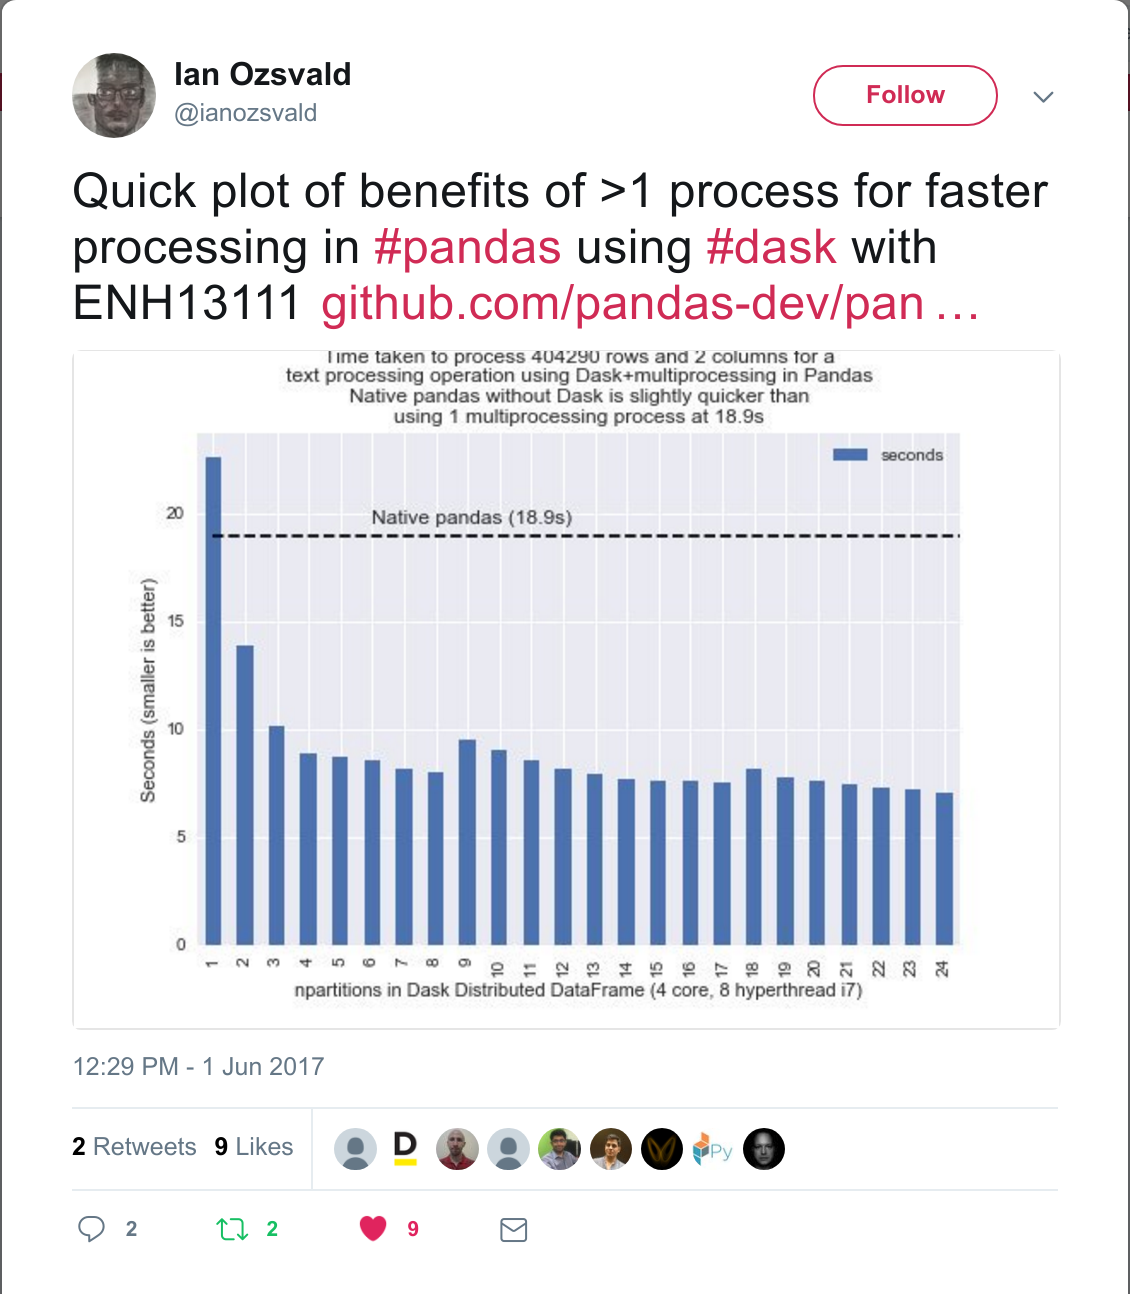 Ian Ozsvald
@ianozsvald
Follow
Quick plot of benefits of >1 process for faster
processing in #pandas using #dask with
ENH13111 github.com/pandas-dev/pan …
Time taken to process 404290 rows and 2 columns for a
text processing operation using Dask+multiprocessing in Pandas
Native pandas without Dask is slightly quicker than
using 1 multiprocessing process at 18.9s
seconds
Native pandas (18.9s)
Seconds (smaller is better)
20
15
10
5
0
1 2 3 4 5 6 7 8 9 10 11 12 13 14 15 16 17 18 19 20 21 22 23 24
npartitions in Dask Distributed DataFrame (4 core, 8 hyperthread i7)
12:29 PM - 1 Jun 2017
2 Retweets 9 Likes
D
Py
2 2 9